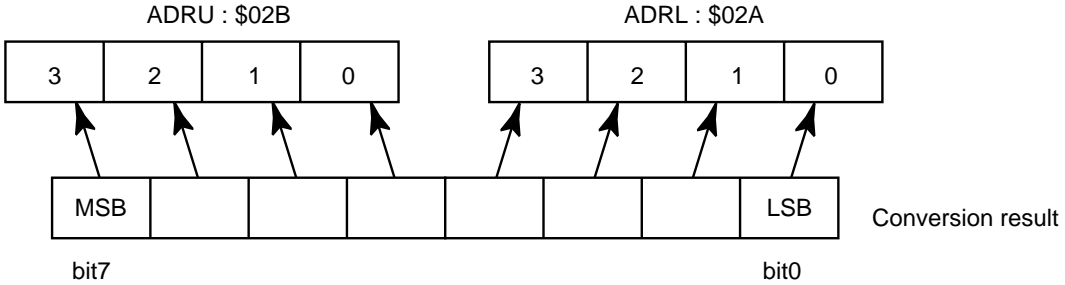 ADRU : $02B ADRL : $02A
3 2 1 0 3 2 1 0
MSB LSB
Conversion result
bit7 bit0